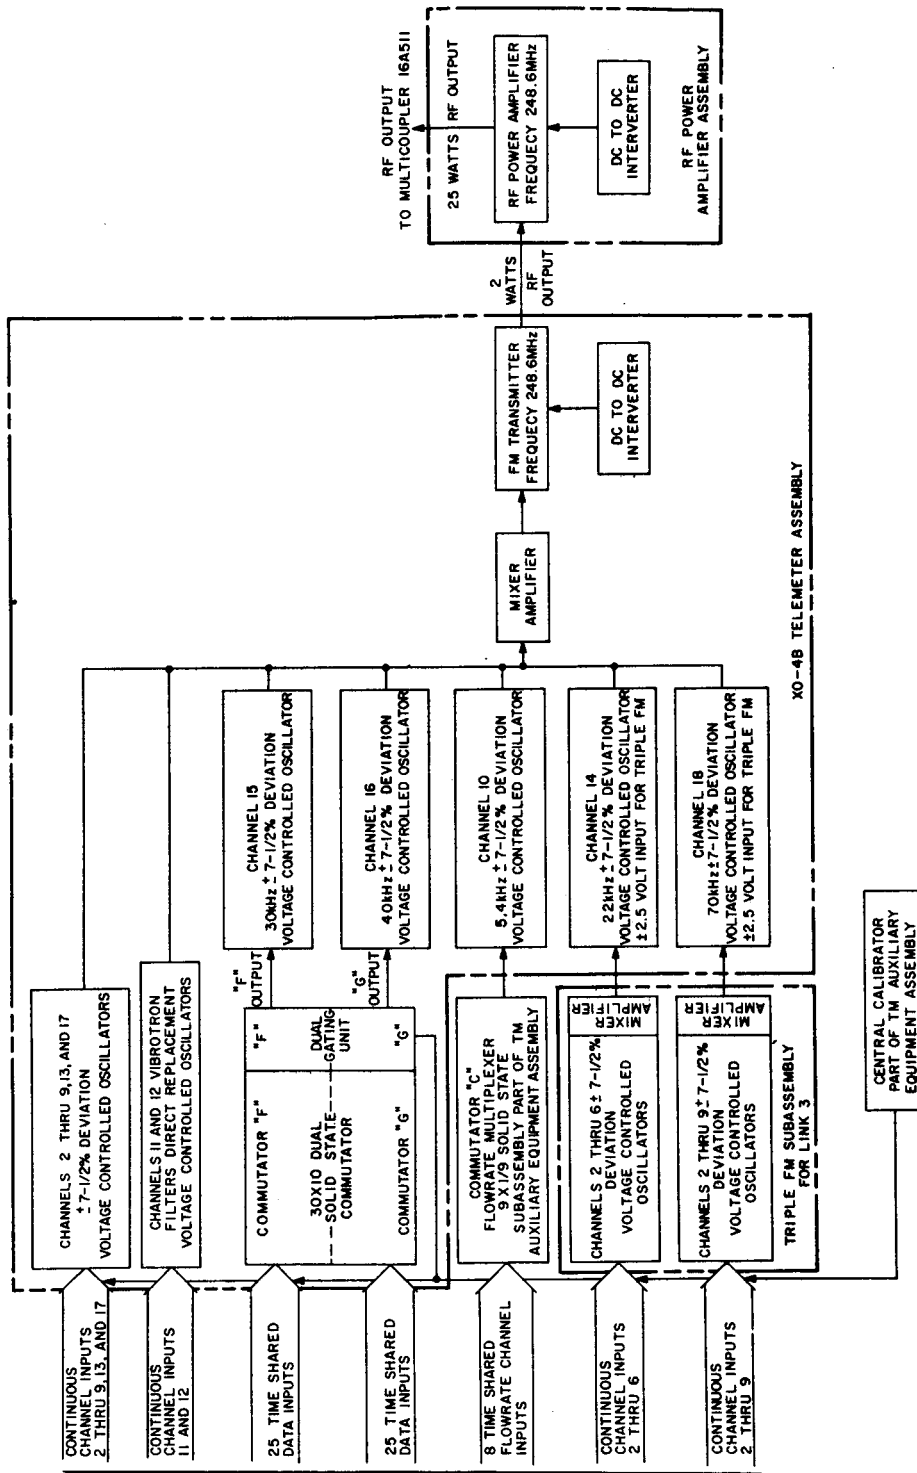 CONTINUOUS
CHANNEL INPUTS
2 THRU 9,13, AND 17
CHANNELS 2 THRU 9,13, AND 17
±7-1/2% DEVIATION
VOLTAGE CONTROLLED OSCILLATORS
CONTINUOUS
CHANNEL INPUTS
11 AND 12
CHANNELS 11 AND 12 VIBROTRON
FILTERS DIRECT REPLACEMENT
VOLTAGE CONTROLLED OSCILLATORS
25 TIME SHARED
DATA INPUTS
COMMUTATOR "F"
"F"
30X10 DUAL
SOLID STATE
COMMUTATOR
DUAL
GATING
UNIT
COMMUTATOR "G"
"G"
25 TIME SHARED
DATA INPUTS
"F"
OUTPUT
CHANNEL 15
30kHz ± 7-1/2% DEVIATION
VOLTAGE CONTROLLED OSCILLATOR
"G"
OUTPUT
CHANNEL 16
40kHz ± 7-1/2% DEVIATION
VOLTAGE CONTROLLED OSCILLATOR
8 TIME SHARED
FLOWRATE CHANNEL
INPUTS
COMMUTATOR "C"
FLOWRATE MULTIPLEXER
9 X 1/9 SOLID STATE
SUBASSEMBLY PART OF TM
AUXILIARY EQUIPMENT ASSEMBLY
CHANNEL 10
5.4kHz ± 7-1/2% DEVIATION
VOLTAGE CONTROLLED OSCILLATOR
CONTINUOUS
CHANNEL INPUTS
2 THRU 6
CHANNELS 2 THRU 6 ± 7-1/2%
DEVIATION
VOLTAGE CONTROLLED
OSCILLATORS
MIXER
AMPLIFIER
CHANNEL 14
22kHz ± 7-1/2% DEVIATION
VOLTAGE CONTROLLED OSCILLATOR
±2.5 VOLT INPUT FOR TRIPLE FM
CONTINUOUS
CHANNEL INPUTS
2 THRU 9
CHANNELS 2 THRU 9 ± 7-1/2%
DEVIATION
VOLTAGE CONTROLLED
OSCILLATORS
MIXER
AMPLIFIER
CHANNEL 18
70kHz ± 7-1/2% DEVIATION
VOLTAGE CONTROLLED OSCILLATOR
±2.5 VOLT INPUT FOR TRIPLE FM
TRIPLE FM SUBASSEMBLY
FOR LINK 3
CENTRAL CALIBRATOR
PART OF TM AUXILIARY
EQUIPMENT ASSEMBLY
MIXER
AMPLIFIER
FM TRANSMITTER
FREQUECY 248.6MHz
DC TO DC
INTERVERTER
XO-4B TELEMETER ASSEMBLY
2
WATTS
RF
OUTPUT
RF OUTPUT
TO MULTICOUPLER 16A511
25 WATTS RF OUTPUT
RF POWER AMPLIFIER
FREQUECY 248.6MHz
DC TO DC
INTERVERTER
RF POWER
AMPLIFIER ASSEMBLY